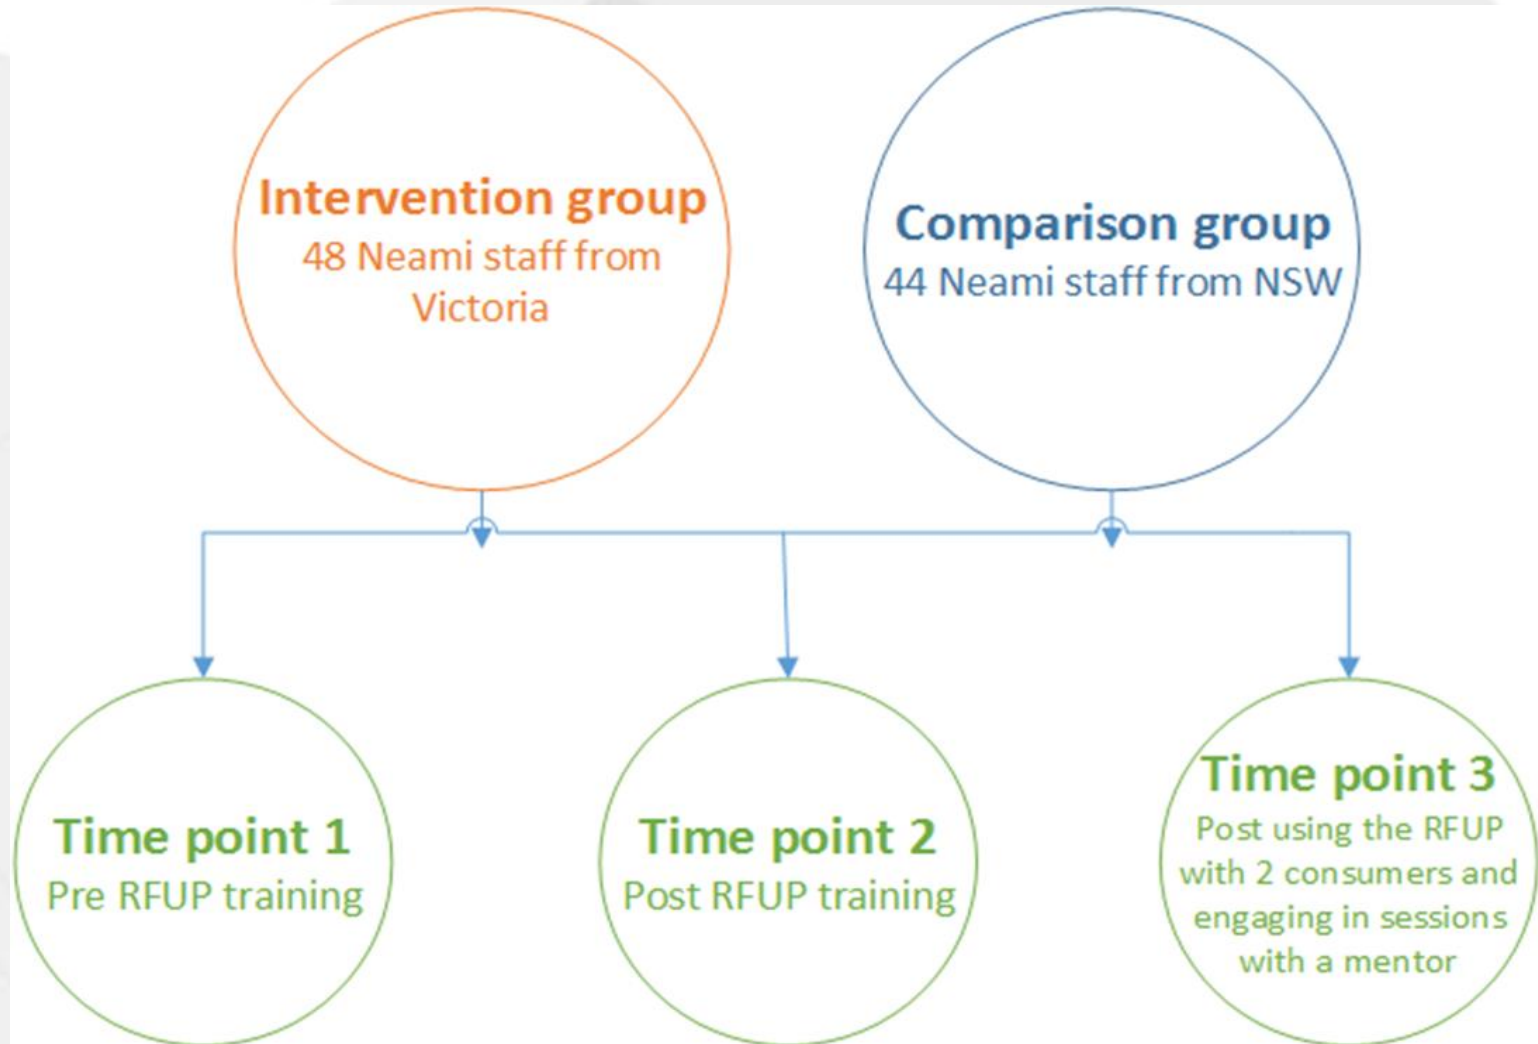 Intervention group
48 Neami staff from
Victoria
Comparison group
44 Neami staff from NSW
Time point 1
Pre RFUP training
Time point 2
Post RFUP training
Time point 3
Post using the RFUP
with 2 consumers and
engaging in sessions
with a mentor